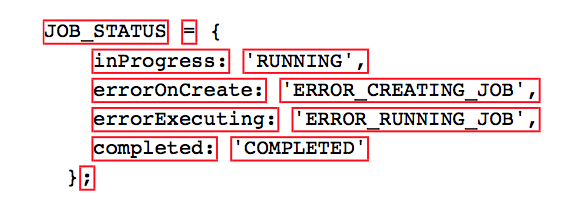 JOB_STATUS = {
inProgress: 'RUNNING',
errorOnCreate: 'ERROR_CREATING_JOB',
errorExecuting: 'ERROR_RUNNING_JOB',
completed: 'COMPLETED'
};